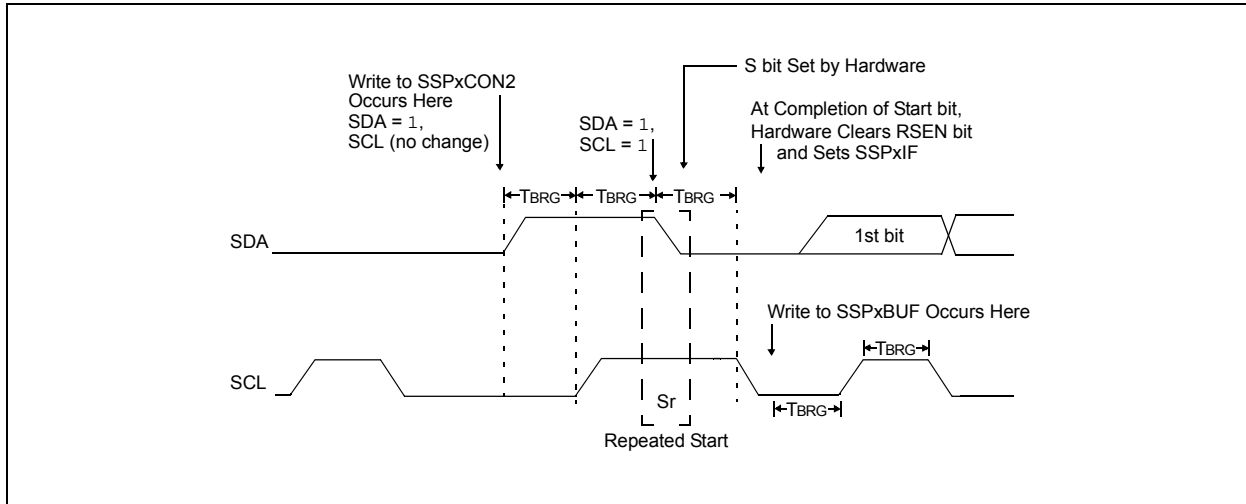 S bit Set by Hardware
Write to SSPxCON2
Occurs Here
SDA = 1,
SCL (no change)
At Completion of Start bit,
Hardware Clears RSEN bit
and Sets SSPxIF
SDA = 1,
SCL = 1
TBRG
TBRG
TBRG
SDA
1st bit
Write to SSPxBUF Occurs Here
TBRG
SCL
Sr
TBRG
Repeated Start